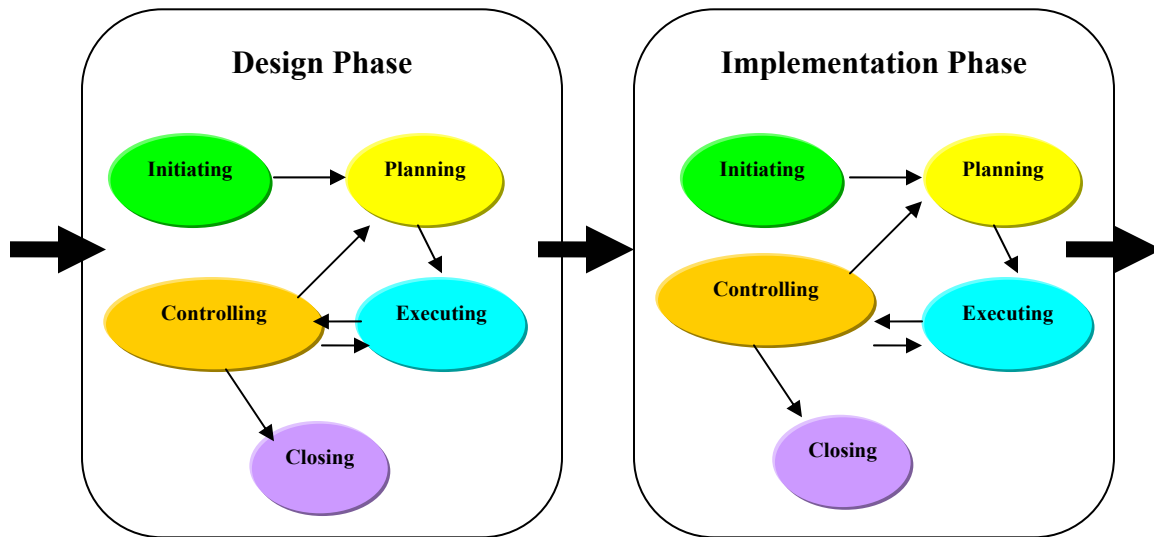 Design Phase
Initiating
Planning
Controlling
Executing
Closing
Implementation Phase
Initiating
Planning
Controlling
Executing
Closing